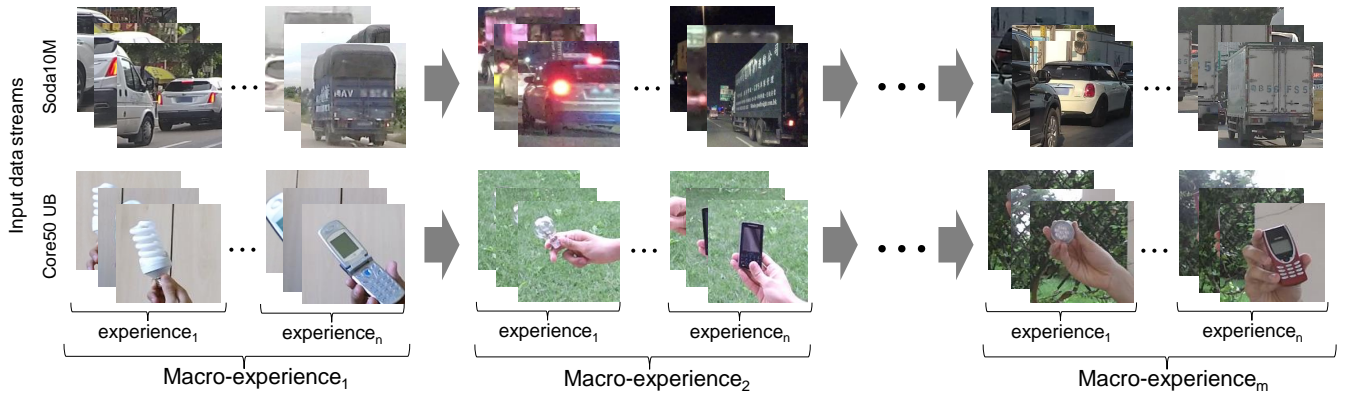 Input data streams
Soda10M
Core50 UB
... ... ... ...
... ... ... ...
experience1 experiencen experience1 experiencen experience1 experiencen
Macro-experience1 Macro-experience2 Macro-experiencem